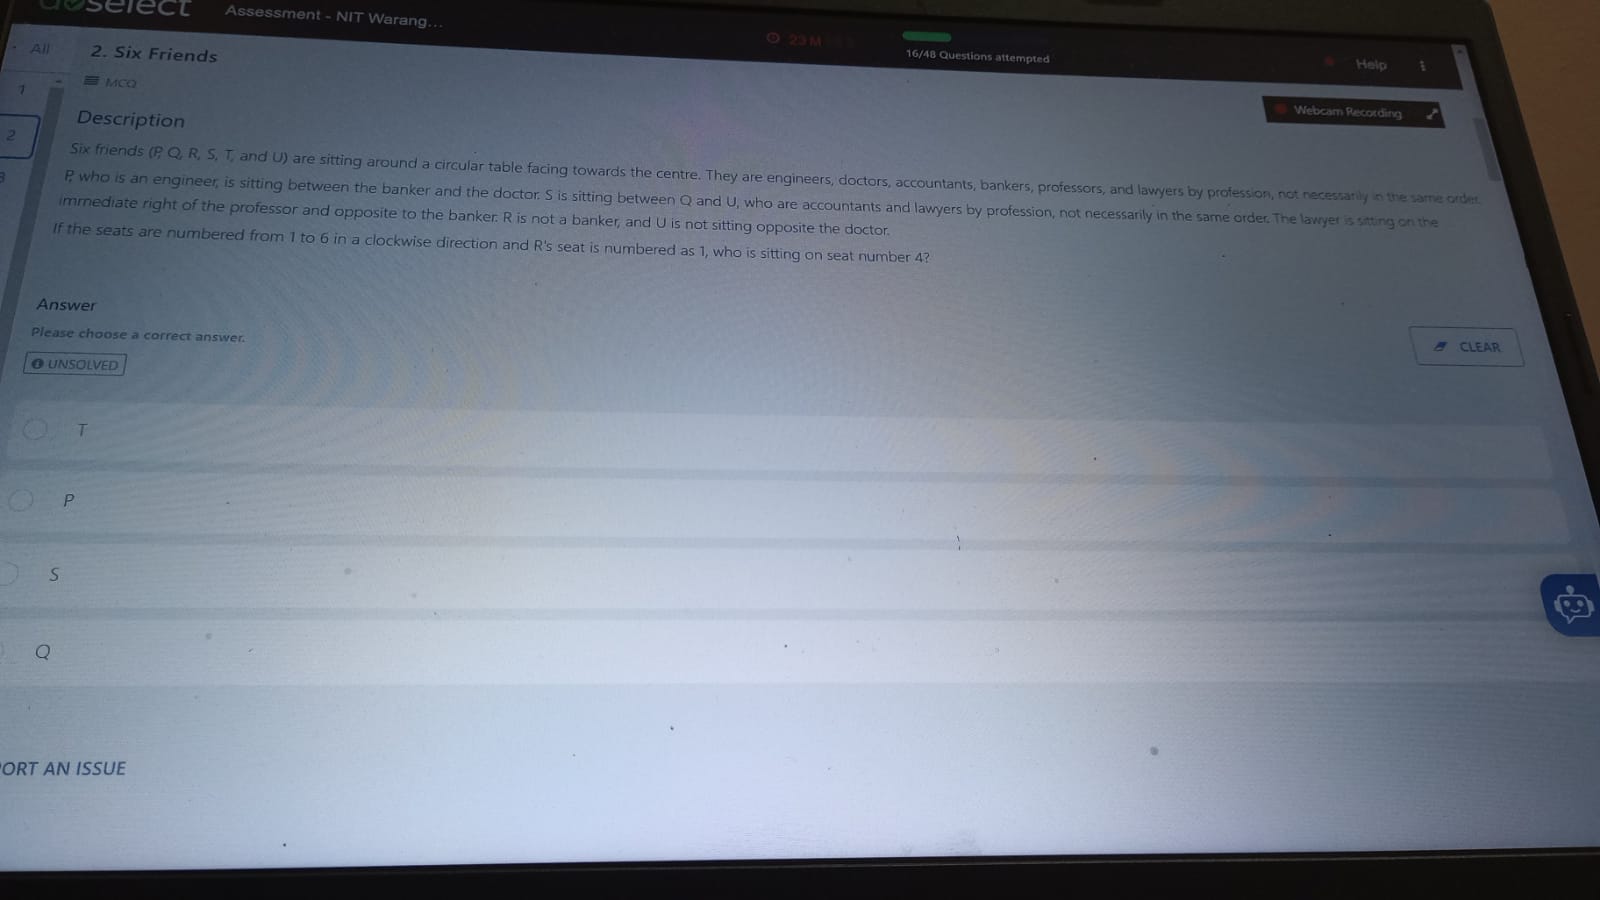 doselect
Assessment - NIT Warang...
23 M
16/48 Questions attempted
Help
All
2. Six Friends
MCQ
Webcam Recording
1
2
3
Description
Six friends (P, Q, R, S, T, and U) are sitting around a circular table facing towards the centre. They are engineers, doctors, accountants, bankers, professors, and lawyers by profession, not necessarily in the same order.
P, who is an engineer, is sitting between the banker and the doctor. S is sitting between Q and U, who are accountants and lawyers by profession, not necessarily in the same order. The lawyer is sitting on the
immediate right of the professor and opposite to the banker. R is not a banker, and U is not sitting opposite the doctor.
If the seats are numbered from 1 to 6 in a clockwise direction and R's seat is numbered as 1, who is sitting on seat number 4?
Answer
Please choose a correct answer.
CLEAR
UNSOLVED
T
P
S
Q
ORT AN ISSUE